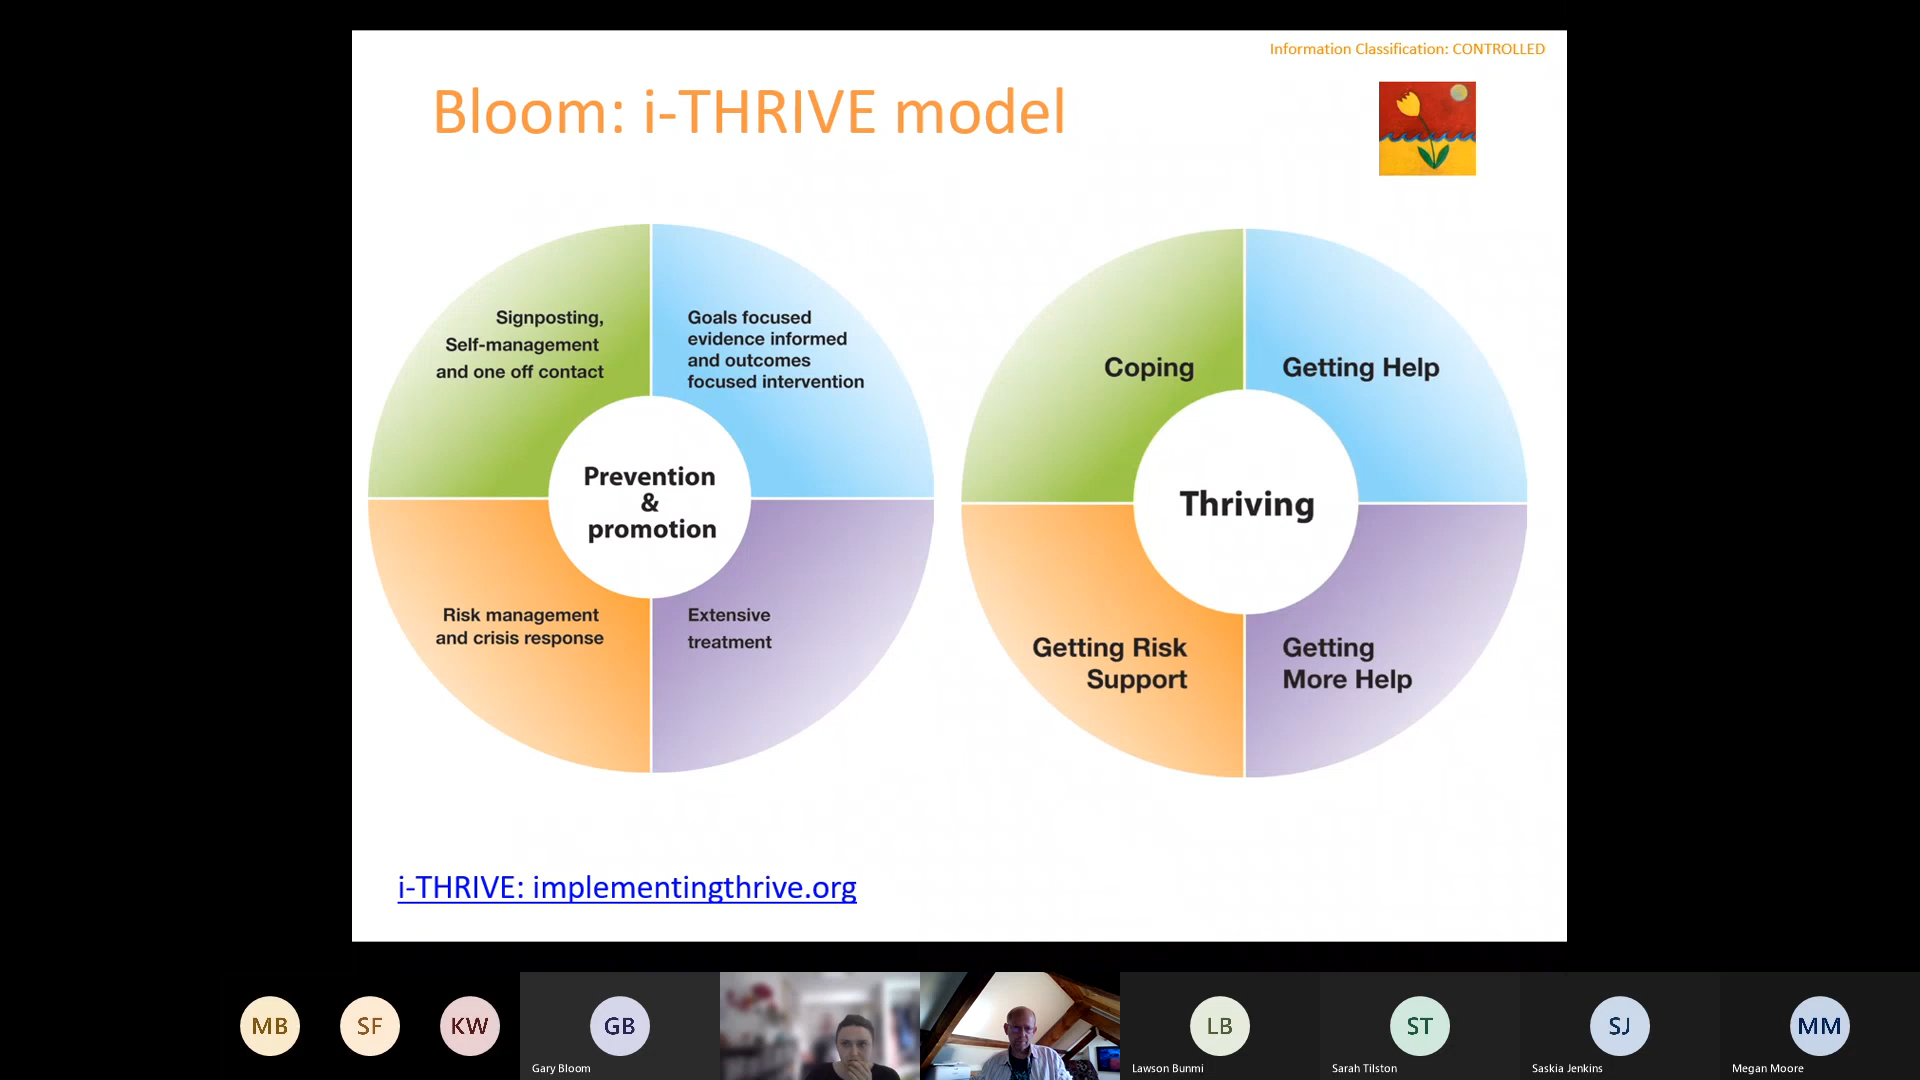 Information Classification: CONTROLLED
Bloom: i-THRIVE model
Signposting,
Self-management
and one off contact
Goals focused
evidence informed
and outcomes
focused intervention
Prevention
&
promotion
Risk management
and crisis response
Extensive
treatment
Coping
Getting Help
Thriving
Getting Risk
Support
Getting
More Help
i-THRIVE: implementingthrive.org
MB
SF
KW
GB
LB
ST
SJ
MM
Gary Bloom
Lawson Bunmi
Sarah Tilston
Saskia Jenkins
Megan Moore